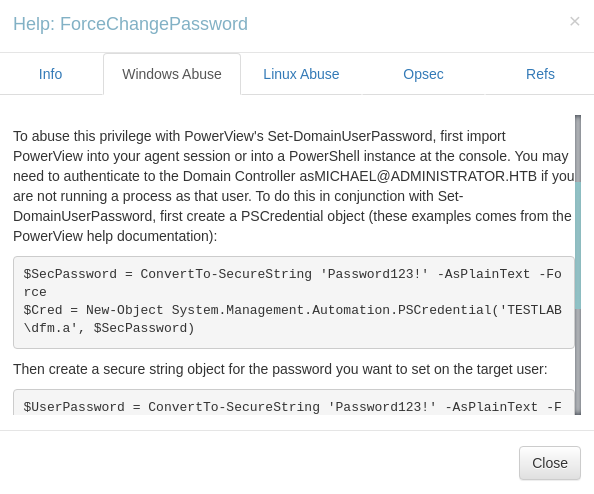 Help: ForceChangePassword
×
Info
Windows Abuse
Linux Abuse
Opsec
Refs
To abuse this privilege with PowerView's Set-DomainUserPassword, first import
PowerView into your agent session or into a PowerShell instance at the console. You may
need to authenticate to the Domain Controller asMICHAEL@ADMINISTRATOR.HTB if you
are not running a process as that user. To do this in conjunction with Set-
DomainUserPassword, first create a PSCredential object (these examples comes from the
PowerView help documentation):
$SecPassword = ConvertTo-SecureString 'Password123!' -AsPlainText -Fo
rce
$Cred = New-Object System.Management.Automation.PSCredential('TESTLAB
\dfm.a', $SecPassword)
Then create a secure string object for the password you want to set on the target user:
$UserPassword = ConvertTo-SecureString 'Password123!' -AsPlainText -F
Close